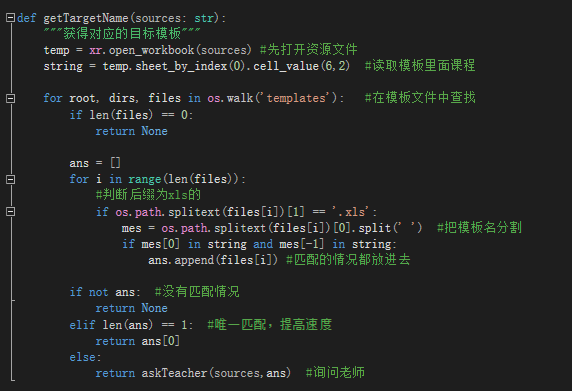 def getTargetName(sources: str):
    """获得对应的目标模板"""
    temp = xr.open_workbook(sources) #先打开资源文件
    string = temp.sheet_by_index(0).cell_value(6,2)  #读取模板里面课程
    for root, dirs, files in os.walk('templates'):   #在模板文件中查找
        if len(files) == 0:
            return None
        ans = []
        for i in range(len(files)):
            #判断后缀为xls的
            if os.path.splitext(files[i])[1] == '.xls':
                mes = os.path.splitext(files[i])[0].split(' ')  #把模板名分割
                if mes[0] in string and mes[-1] in string:
                    ans.append(files[i]) #匹配的情况都放进去
        if not ans:  #没有匹配情况
            return None
        elif len(ans) == 1:  #唯一匹配，提高速度
            return ans[0]
        else:
            return askTeacher(sources,ans)  #询问老师